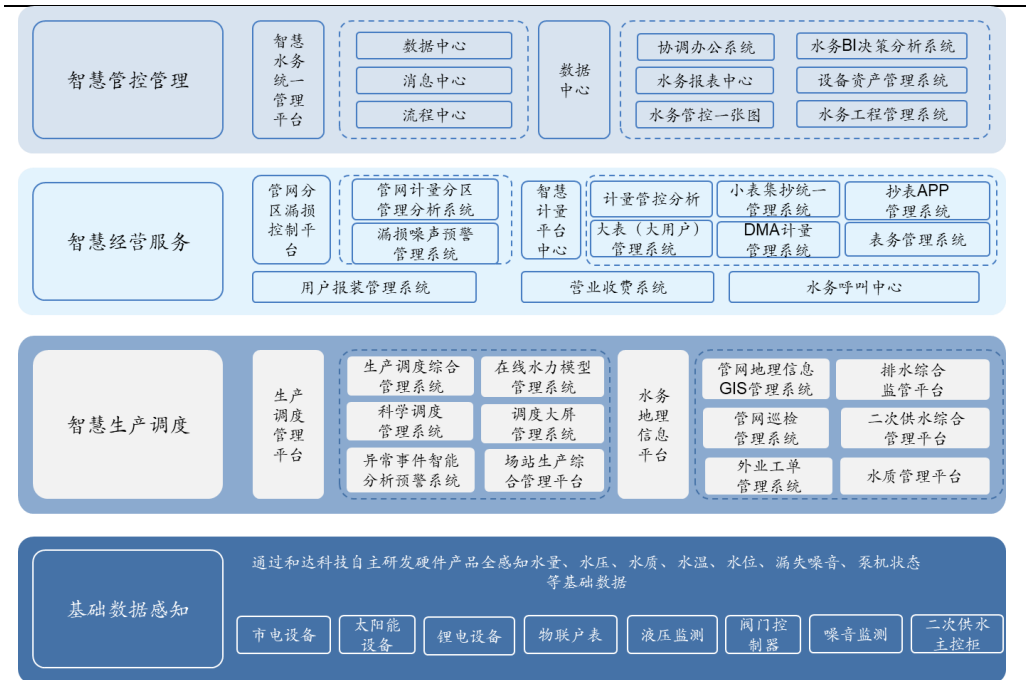 智慧管控管理
智慧
水务
统一
管理
平台
数据中心
消息中心
流程中心
数据
中心
协调办公系统
水务BI决策分析系统
水务报表中心
设备资产管理系统
水务管控一张图
水务工程管理系统
智慧经营服务
管网分
区漏损
控制平
台
管网计量分区
管理分析系统
漏损噪声预警
管理系统
智慧
计量
平台
中心
计量管控分析
小表集抄统一
管理系统
抄表APP
管理系统
大表（大用户）
管理系统
DMA计量
管理系统
表务管理系统
用户报装管理系统
营业收费系统
水务呼叫中心
智慧生产调度
生产
调度
管理
平台
生产调度综合
管理系统
在线水力模型
管理系统
科学调度
管理系统
调度大屏
管理系统
异常事件智能
分析预警系统
场站生产综
合管理平台
水务
地理
信息
平台
管网地理信息
GIS管理系统
排水综合
监管平台
管网巡检
管理系统
二次供水综合
管理平台
外业工单
管理系统
水质管理平台
基础数据感知
通过和达科技自主研发硬件产品全感知水量、水压、水质、水温、水位、漏失噪音、泵机状态
等基础数据
市电设备
太阳能
设备
锂电设备
物联户表
液压监测
阀门控
制器
噪音监测
二次供水
主控柜